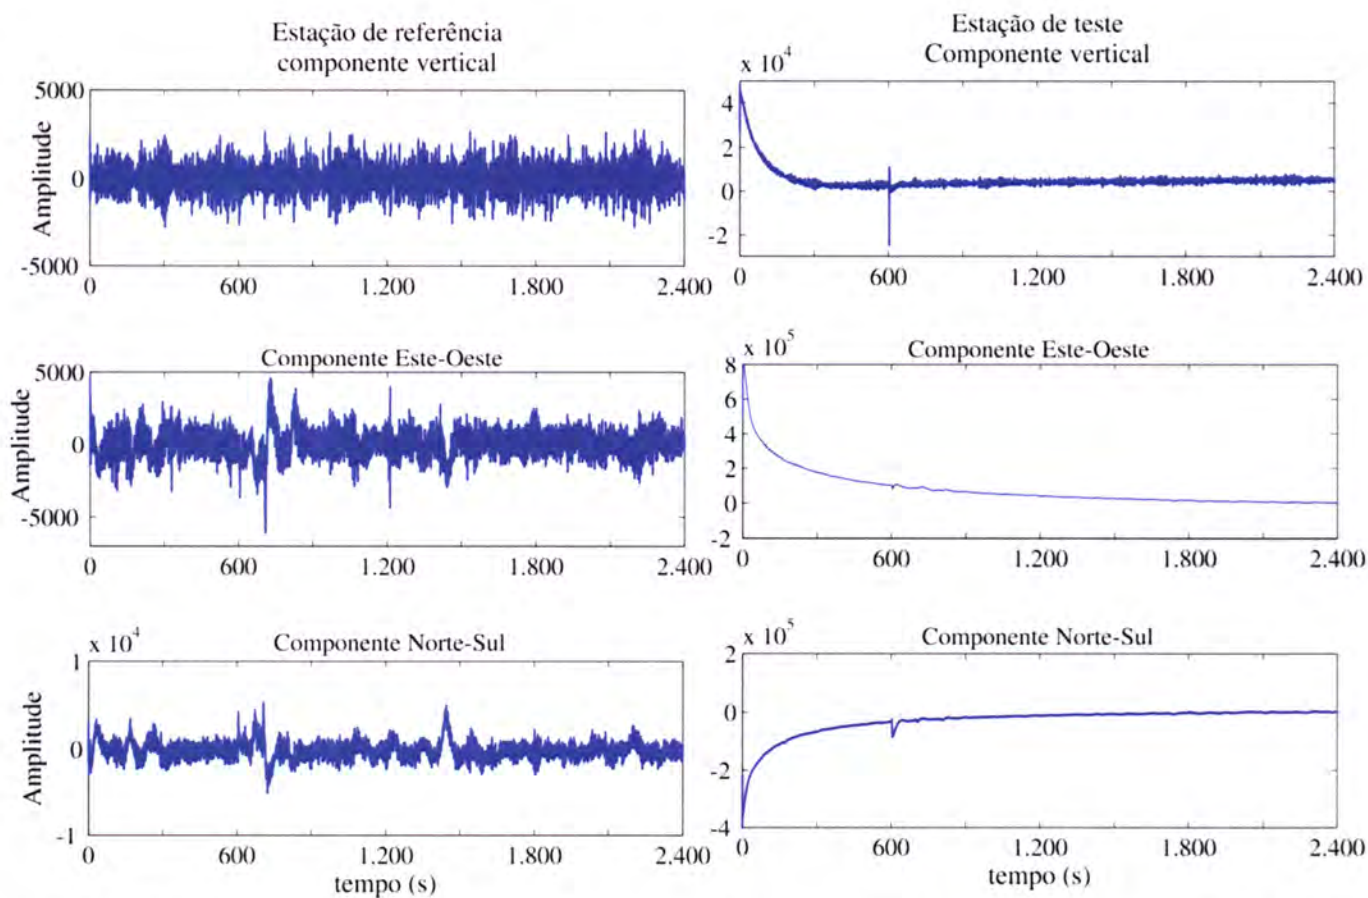 Estação de referência
componente vertical
5000
0
-5000
Amplitude
0 600 1.200 1.800 2.400
Estação de teste
Componente vertical
x 10^4
4
2
0
-2
0 600 1.200 1.800 2.400
Componente Este-Oeste
5000
0
-5000
Amplitude
0 600 1.200 1.800 2.400
x 10^5
Componente Este-Oeste
8
6
4
2
0
-2
0 600 1.200 1.800 2.400
x 10^4
Componente Norte-Sul
1
0
-1
Amplitude
0 600 1.200 1.800 2.400
tempo (s)
x 10^5
Componente Norte-Sul
2
0
-2
-4
0 600 1.200 1.800 2.400
tempo (s)